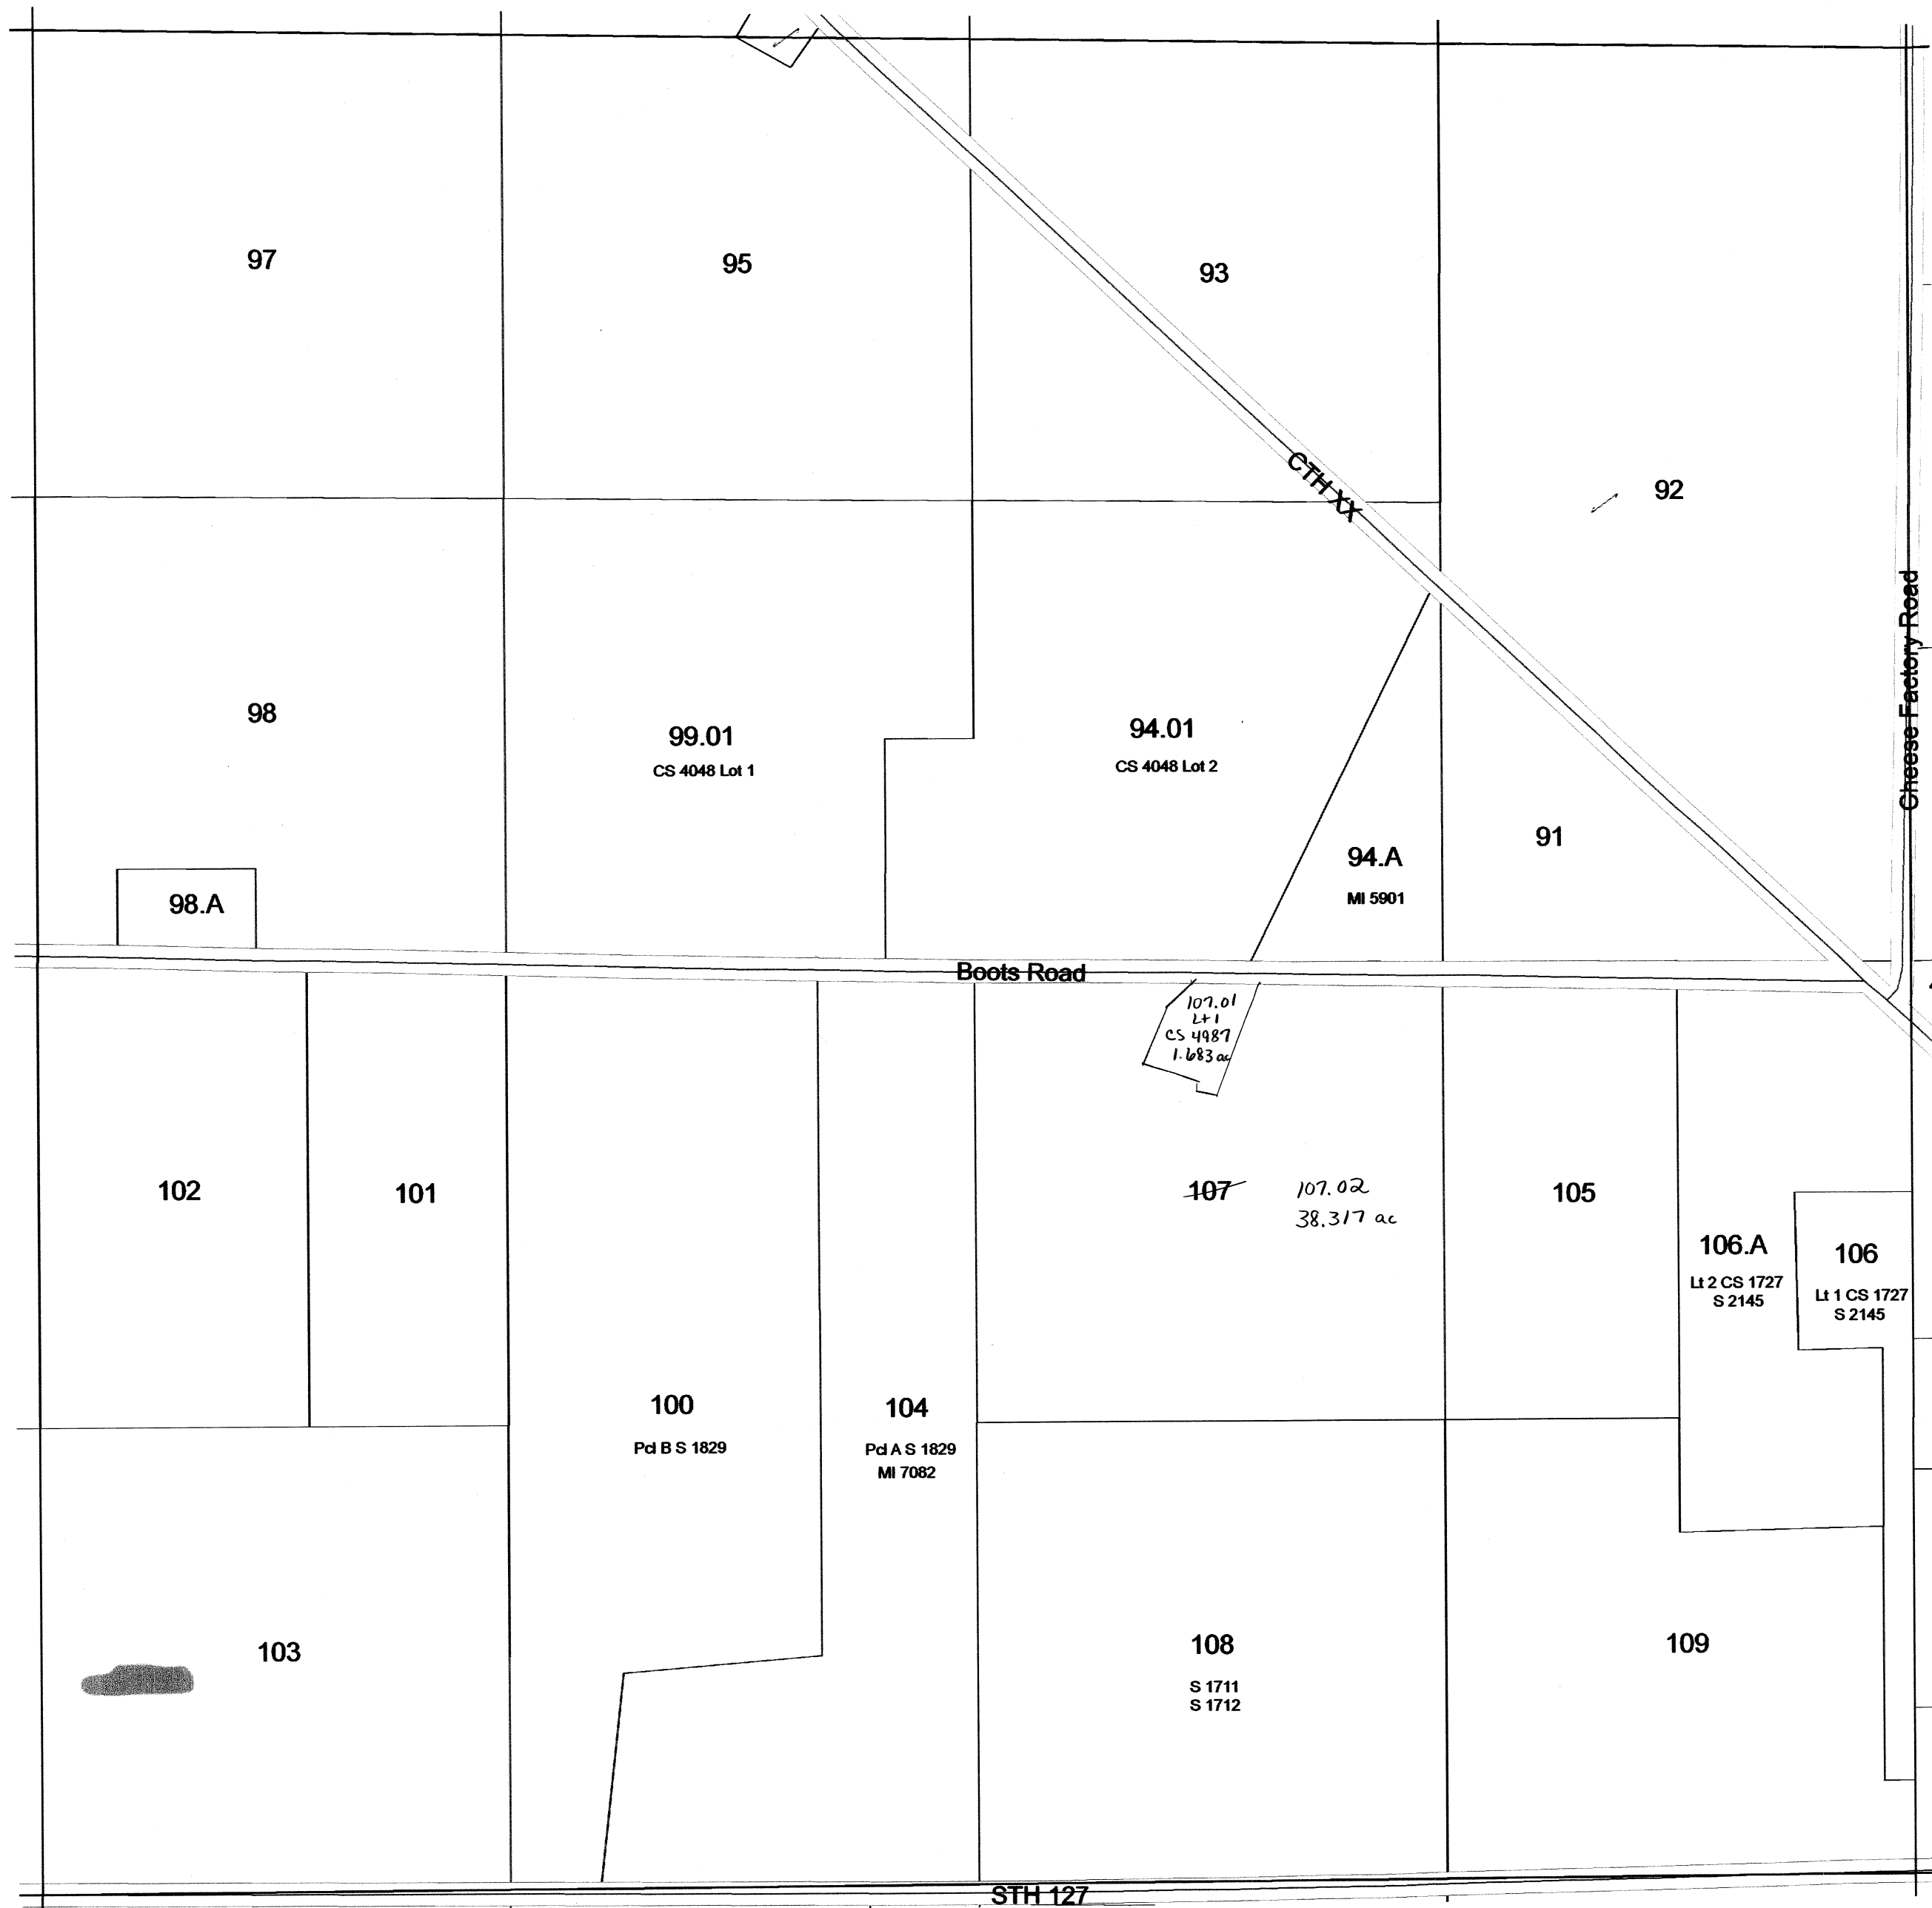 97
95
93
CTH XX
92
Cheese Factory Road
98
99.01
CS 4048 Lot 1
94.01
CS 4048 Lot 2
94.A
MI 5901
91
98.A
Boots Road
107.01
Lt 1
CS 4987
1.683 ac
102
101
107
107.02
38.317 ac
105
106.A
Lt 2 CS 1727
S 2145
106
Lt 1 CS 1727
S 2145
100
Pcl B S 1829
104
Pcl A S 1829
MI 7082
103
108
S 1711
S 1712
109
STH 127